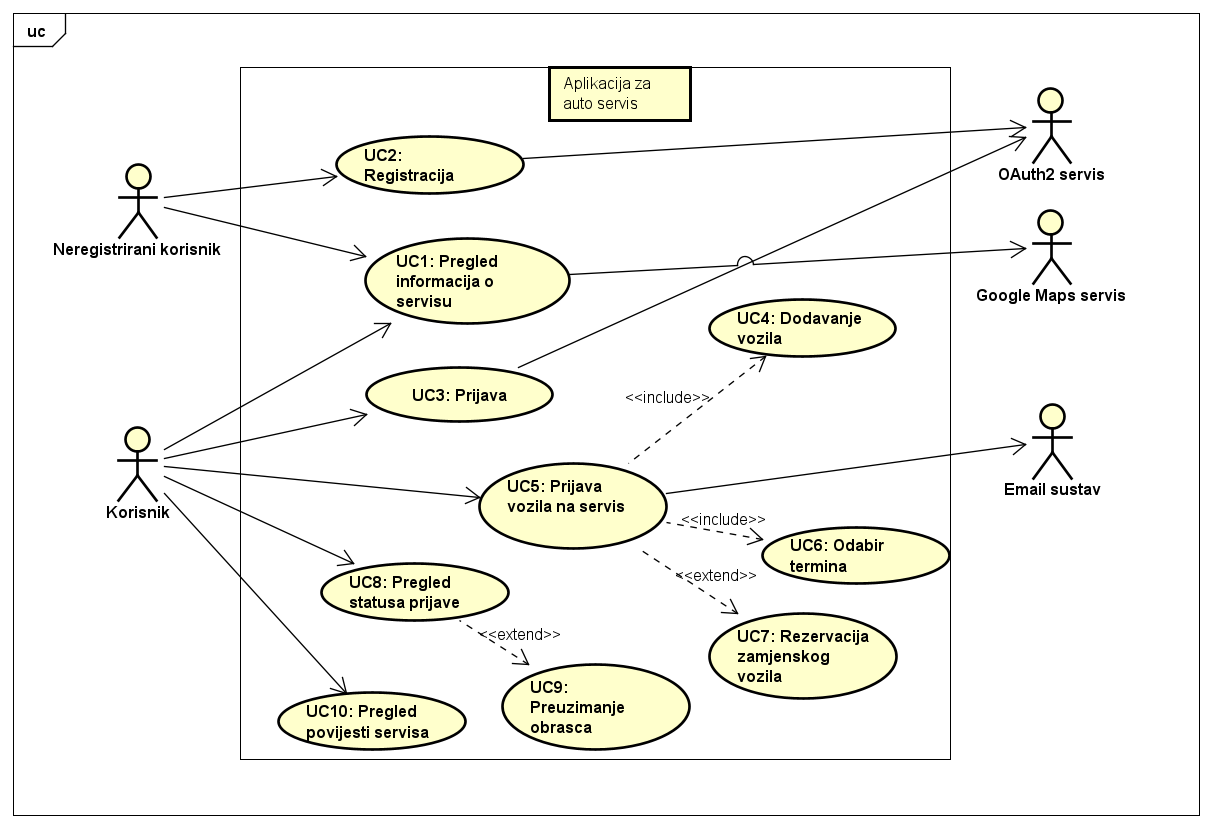 uc
Aplikacija za
auto servis
UC2:
Registracija
OAuth2 servis
Neregistrirani korisnik
UC1: Pregled
informacija o
servisu
Google Maps servis
UC4: Dodavanje
vozila
UC3: Prijava
<<include>>
UC5: Prijava
vozila na servis
Email sustav
Korisnik
<<include>>
UC6: Odabir
termina
<<extend>>
UC8: Pregled
statusa prijave
<<extend>>
UC7: Rezervacija
zamjenskog
vozila
UC9:
Preuzimanje
obrasca
UC10: Pregled
povijesti servisa